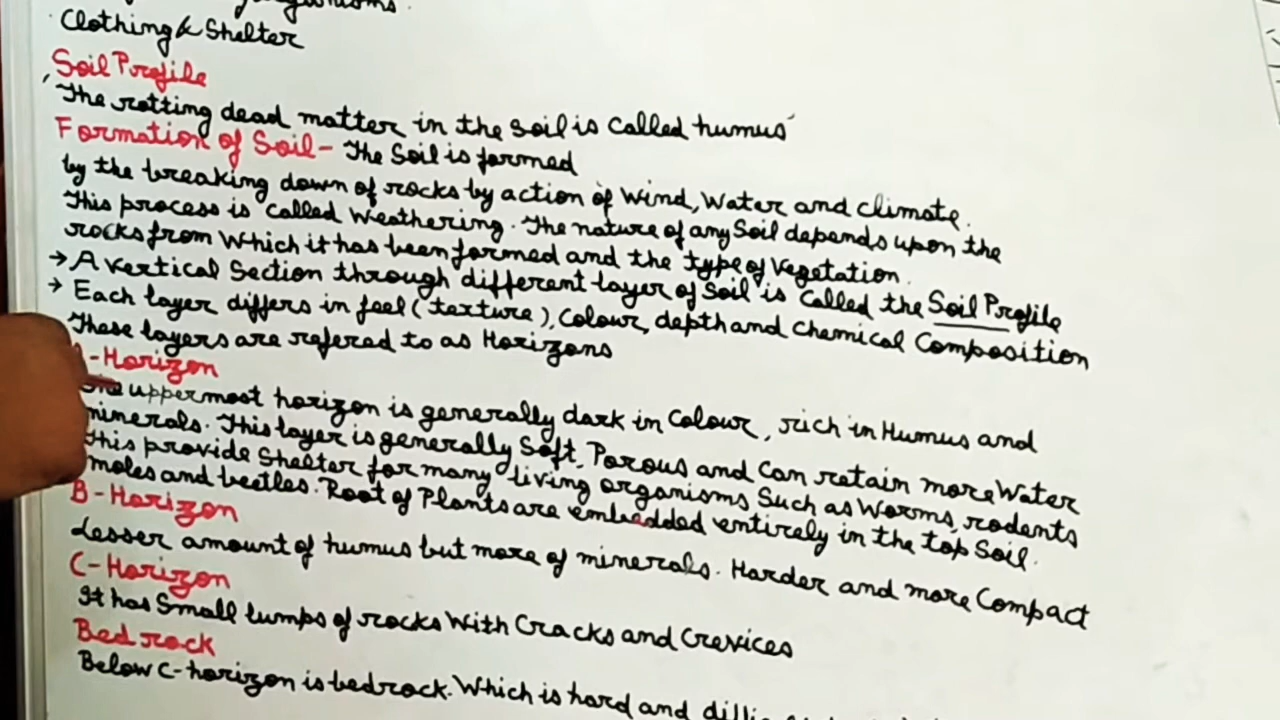 Clothing & Shelter
Soil Profile
The rotting dead matter in the soil is called humus
Formation of Soil - The Soil is formed
by the breaking down of rocks by action of Wind, Water and climate.
This process is called Weathering. The nature of any Soil depends upon the
rocks from Which it has been formed and the type of Vegetation.
→ A vertical Section through different layer of Soil is Called the Soil Profile
→ Each layer differs in feel (texture), Colour, depth and Chemical Composition
These layers are refered to as Horizons
-Horizon
uppermost horizon is generally dark in Colour, rich in Humus and
minerals. This layer is generally Soft, Porous and Can retain more Water
This provide Shelter for many living organisms Such as Worms, rodents
moles and beetles. Root of Plants are embedded entirely in the top Soil.
B-Horizon
Lesser amount of humus but more of minerals. Harder and more Compact
C-Horizon
It has Small lumps of rocks With Cracks and Crevices
Bed rock
Below C-horizon is bedrock. Which is hard and